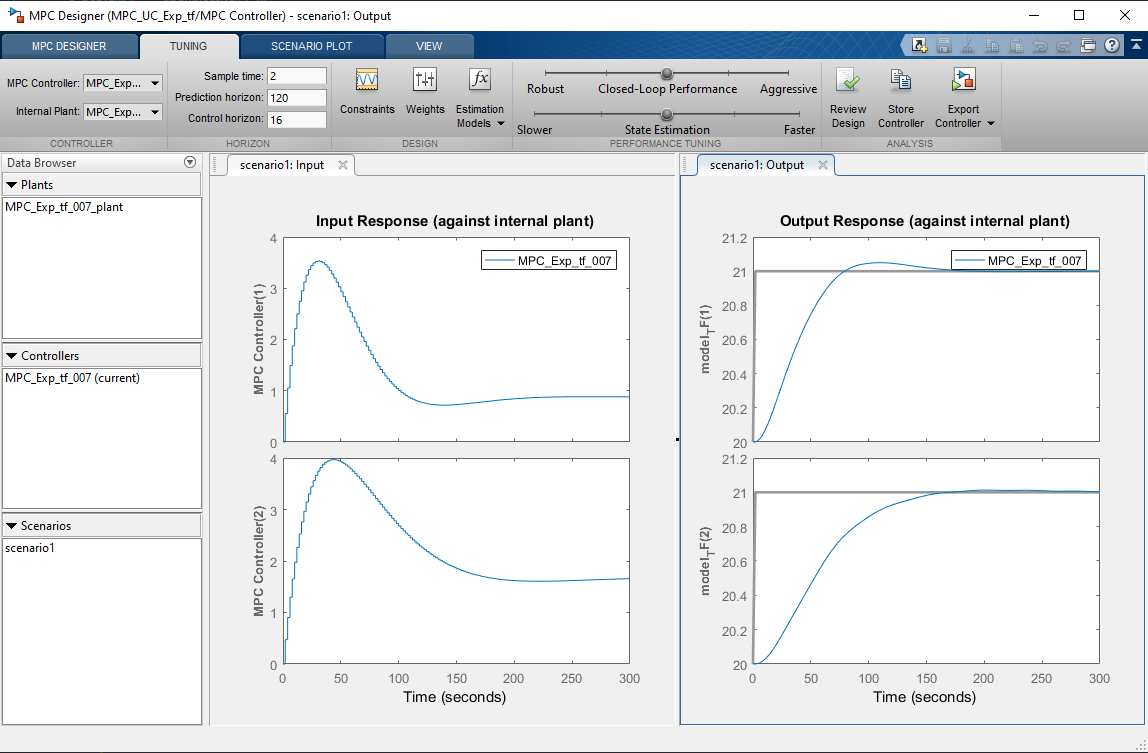 MPC Designer (MPC_UC_Exp_tf/MPC Controller) - scenario1: Output
MPC DESIGNER TUNING SCENARIO PLOT VIEW
MPC Controller: MPC_Exp...
Internal Plant: MPC_Exp...
CONTROLLER
Sample time: 2
Prediction horizon: 120
Control horizon: 16
HORIZON
Constraints Weights Estimation Models
DESIGN
Robust Closed-Loop Performance Aggressive
Slower State Estimation Faster
PERFORMANCE TUNING
Review Design Store Controller Export Controller
ANALYSIS
Data Browser
Plants
MPC_Exp_tf_007_plant
Controllers
MPC_Exp_tf_007 (current)
Scenarios
scenario1
scenario1: Input
Input Response (against internal plant)
MPC_Exp_tf_007
MPC Controller(1)
4
3
2
1
0
MPC Controller(2)
4
3
2
1
0
0 50 100 150 200 250 300
Time (seconds)
scenario1: Output
Output Response (against internal plant)
MPC_Exp_tf_007
model_TF(1)
21.2
21
20.8
20.6
20.4
20.2
20
model_TF(2)
21.2
21
20.8
20.6
20.4
20.2
20
0 50 100 150 200 250 300
Time (seconds)